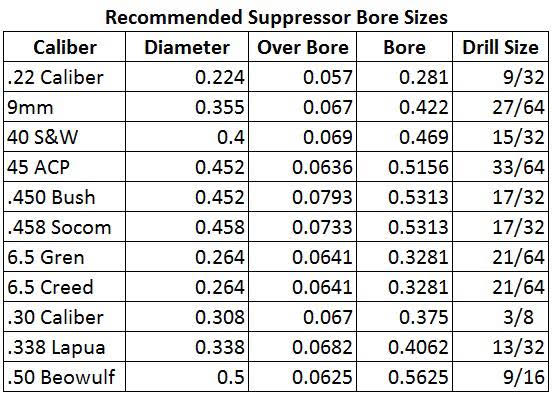 Recommended Suppressor Bore Sizes
Caliber Diameter Over Bore Bore Drill Size
.22 Caliber 0.224 0.057 0.281 9/32
9mm 0.355 0.067 0.422 27/64
40 S&W 0.4 0.069 0.469 15/32
45 ACP 0.452 0.0636 0.5156 33/64
.450 Bush 0.452 0.0793 0.5313 17/32
.458 Socom 0.458 0.0733 0.5313 17/32
6.5 Gren 0.264 0.0641 0.3281 21/64
6.5 Creed 0.264 0.0641 0.3281 21/64
.30 Caliber 0.308 0.067 0.375 3/8
.338 Lapua 0.338 0.0682 0.4062 13/32
.50 Beowulf 0.5 0.0625 0.5625 9/16